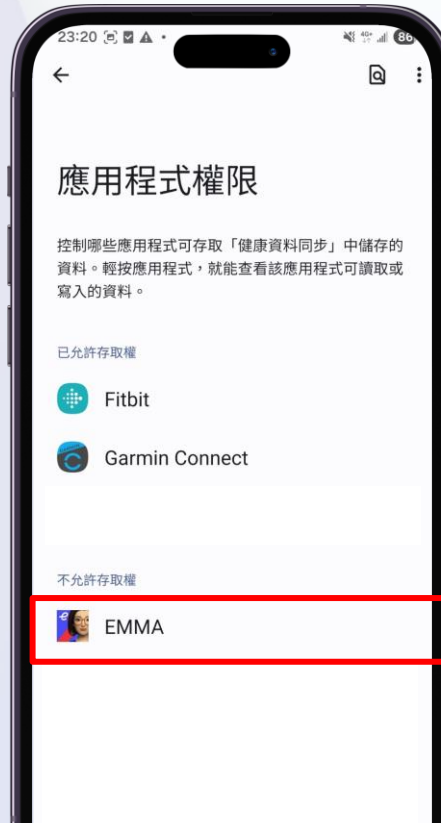 23:20
86
應用程式權限
控制哪些應用程式可存取「健康資料同步」中儲存的
資料。輕按應用程式，就能查看該應用程式可讀取或
寫入的資料。
已允許存取權
Fitbit
Garmin Connect
不允許存取權
EMMA